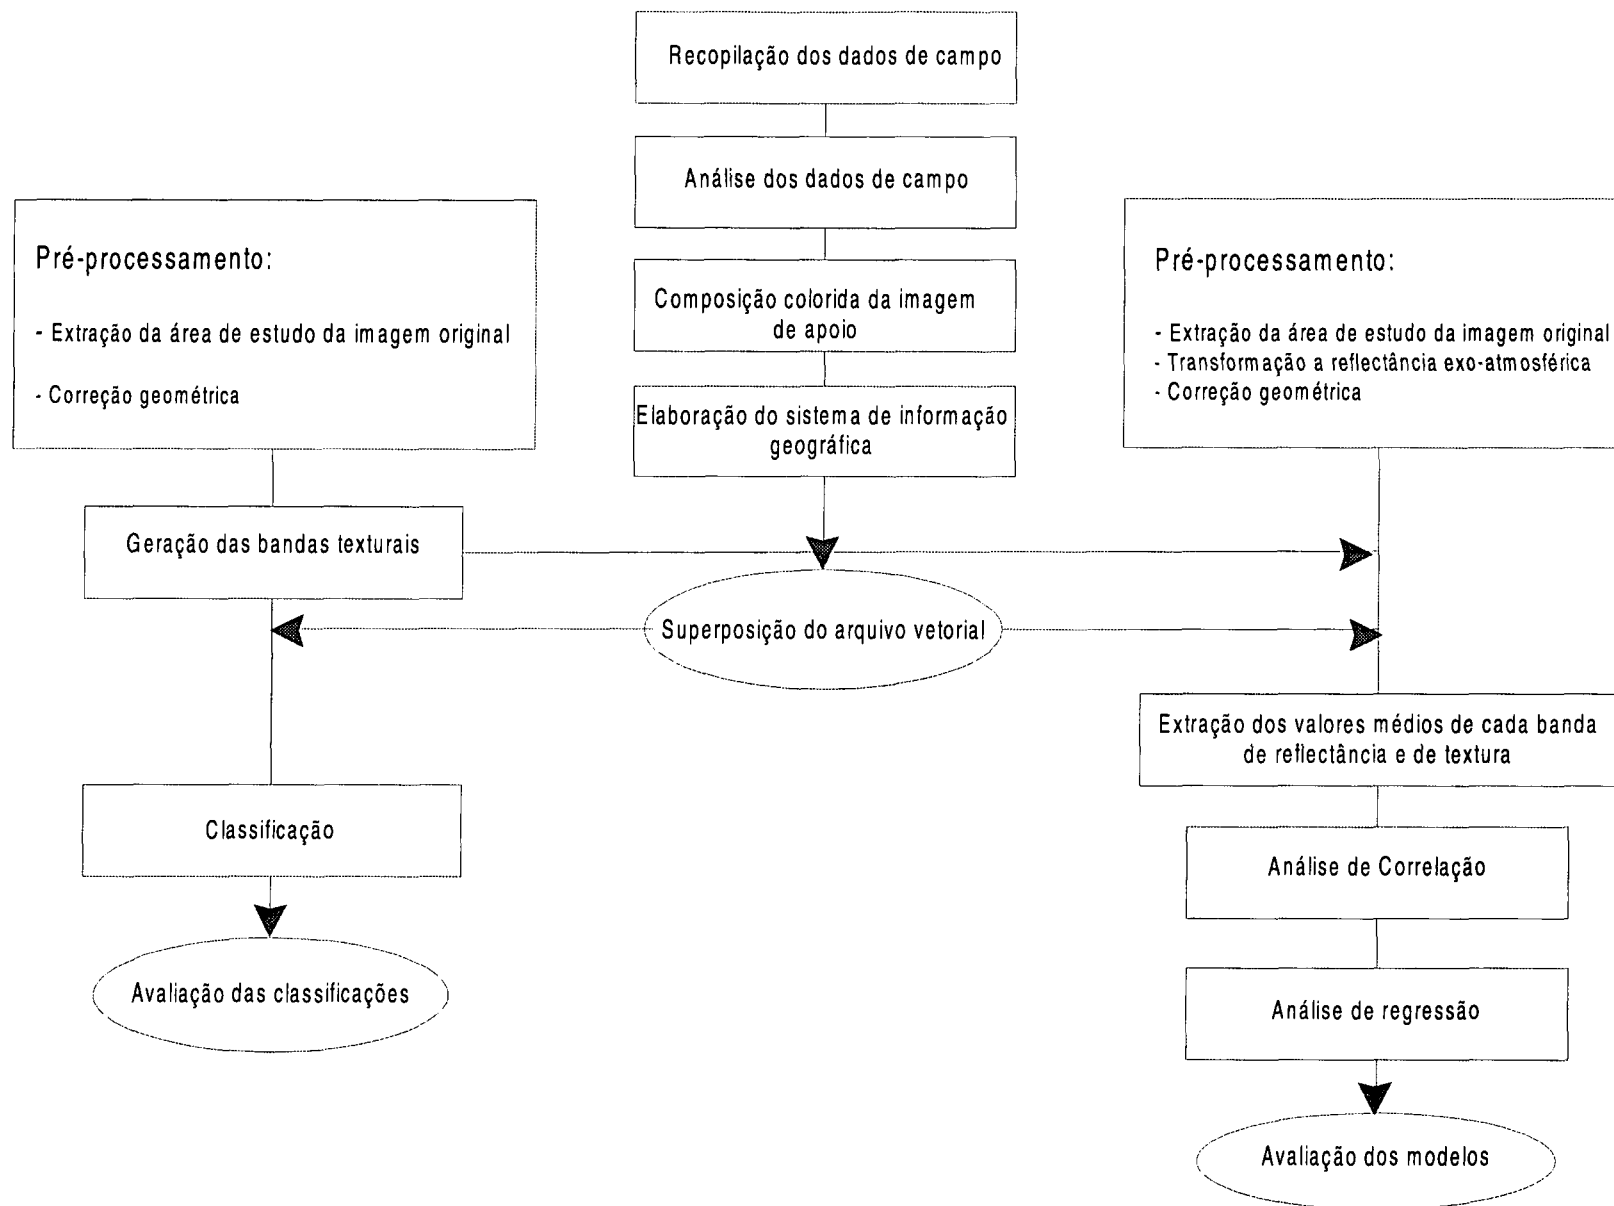 Recopilação dos dados de campo
Análise dos dados de campo
Composição colorida da imagem
de apoio
Elaboração do sistema de informação
geográfica
Pré-processamento:
- Extração da área de estudo da imagem original
- Correção geométrica
Pré-processamento:
- Extração da área de estudo da imagem original
- Transformação a reflectância exo-atmosférica
- Correção geométrica
Geração das bandas texturais
Superposição do arquivo vetorial
Extração dos valores médios de cada banda
de reflectância e de textura
Classificação
Análise de Correlação
Avaliação das classificações
Análise de regressão
Avaliação dos modelos